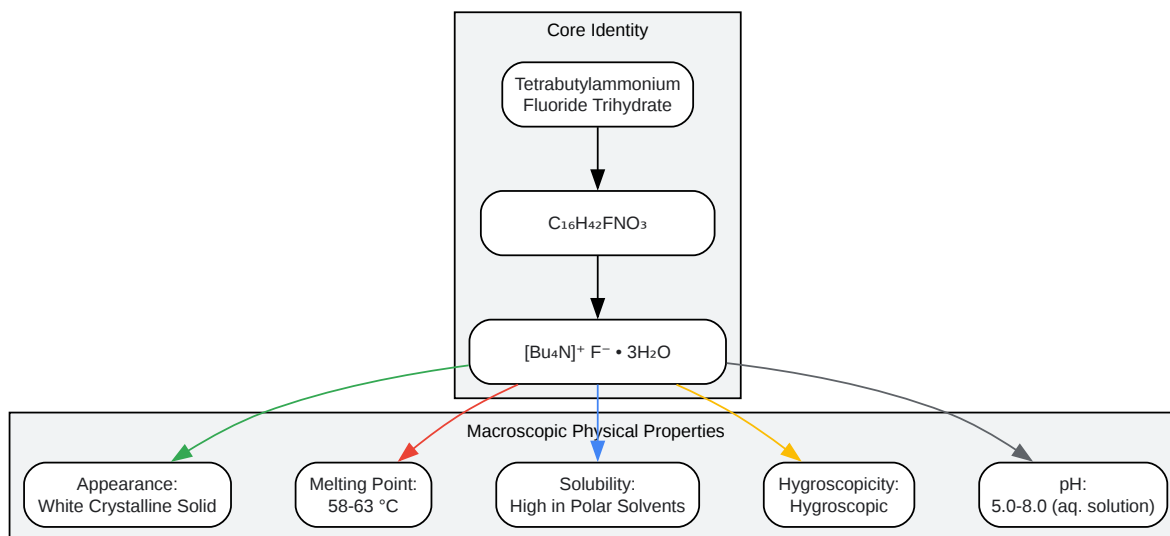 Core Identity
Tetrabutylammonium
Fluoride Trihydrate
C₁₆H₄₂FNO₃
[Bu₄N]⁺ F⁻ • 3H₂O
Macroscopic Physical Properties
Appearance:
White Crystalline Solid
Melting Point:
58-63 °C
Solubility:
High in Polar Solvents
Hygroscopicity:
Hygroscopic
pH:
5.0-8.0 (aq. solution)